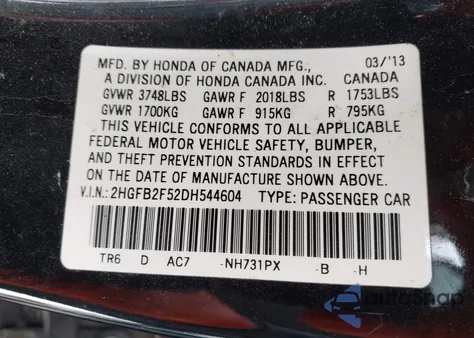 MFD. BY HONDA OF CANADA MFG., 03/'13
A DIVISION OF HONDA CANADA INC. CANADA
GVWR 3748LBS GAWR F 2018LBS R 1753LBS
GVWR 1700KG GAWR F 915KG R 795KG
THIS VEHICLE CONFORMS TO ALL APPLICABLE
FEDERAL MOTOR VEHICLE SAFETY, BUMPER,
AND THEFT PREVENTION STANDARDS IN EFFECT
ON THE DATE OF MANUFACTURE SHOWN ABOVE.
V.I.N.: 2HGFB2F52DH544604 TYPE: PASSENGER CAR
TR6 D AC7 -NH731PX -B -H
AutoSnap